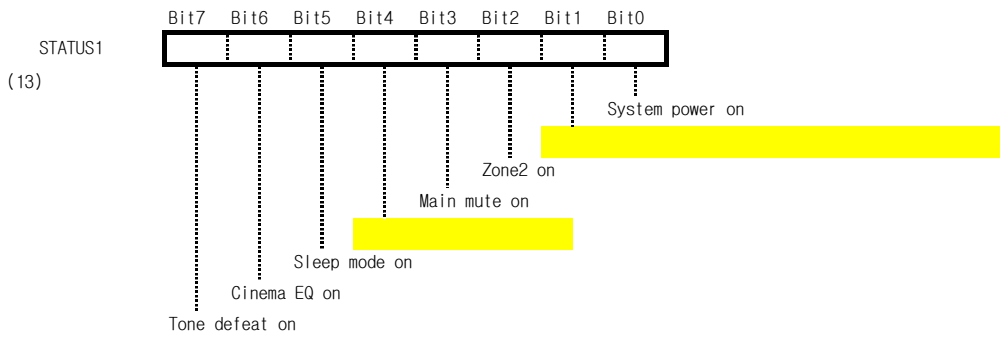 Bit7 Bit6 Bit5 Bit4 Bit3 Bit2 Bit1 Bit0
STATUS1
(13)
System power on
Zone2 on
Main mute on
Sleep mode on
Cinema EQ on
Tone defeat on